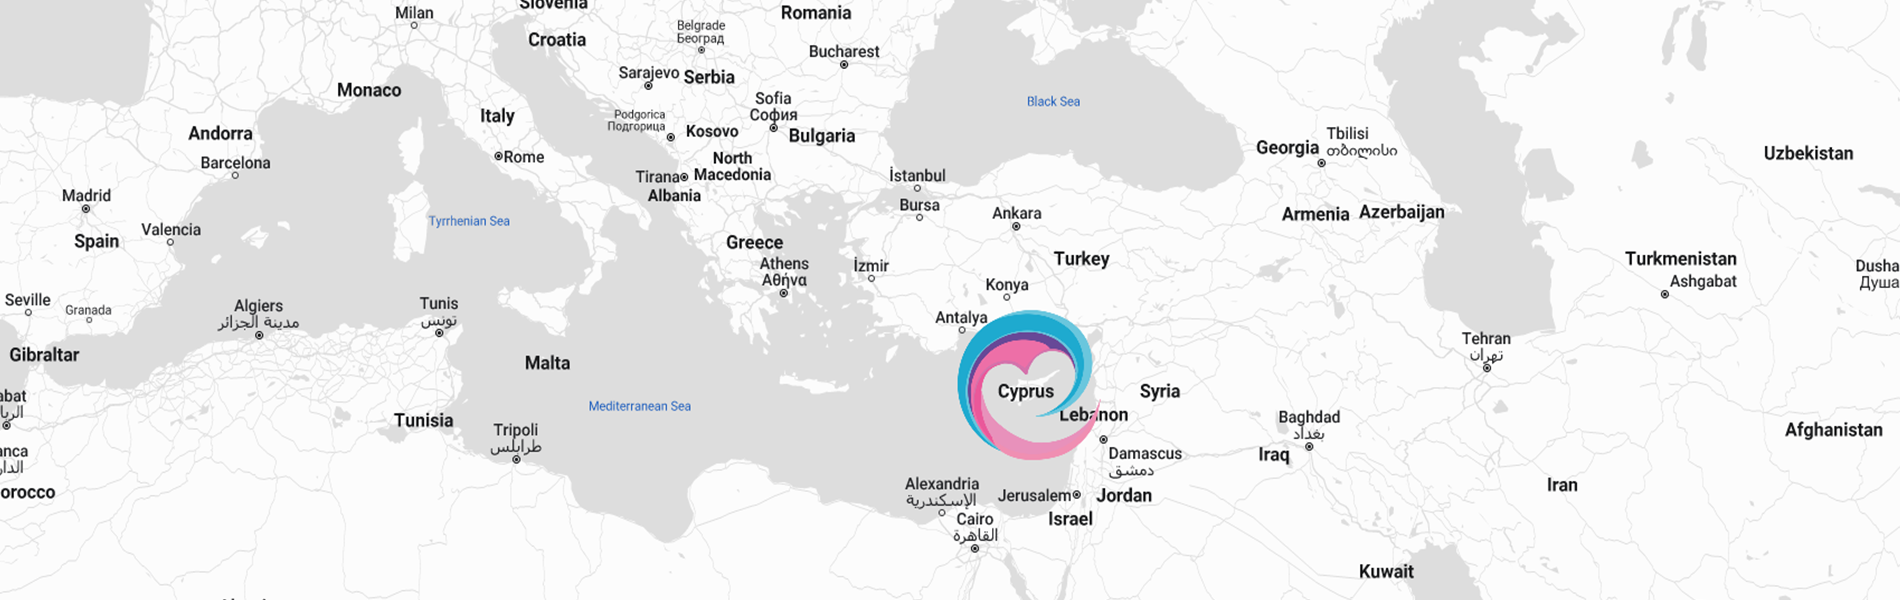 Slovenia
Milan
Romania
Belgrade
Београд
Croatia
Bucharest
Sarajevo
Serbia
Monaco
Sofia
София
Black Sea
Italy
Podgorica
Подгорица
Kosovo
Bulgaria
Andorra
Tbilisi
თბილისი
Georgia
Barcelona
Rome
North
Macedonia
Uzbekistan
Tirana
Albania
İstanbul
Madrid
Bursa
Ankara
Armenia
Azerbaijan
Tyrrhenian Sea
Valencia
Spain
Greece
Athens
Αθήνα
İzmir
Turkey
Turkmenistan
Ashgabat
Dusha
Душа
Konya
Seville
Granada
Algiers
مدينة الجزائر
Tunis
تونس
Antalya
Tehran
تهران
Gibraltar
Malta
Cyprus
Syria
abat
الربا
Mediterranean Sea
Lebanon
Tunisia
Baghdad
بغداد
Tripoli
طرابلس
Afghanistan
anca
الدار
Damascus
دمشق
Iraq
orocco
Alexandria
الإسكندرية
Jerusalem
Jordan
Iran
Cairo
القاهرة
Israel
Kuwait